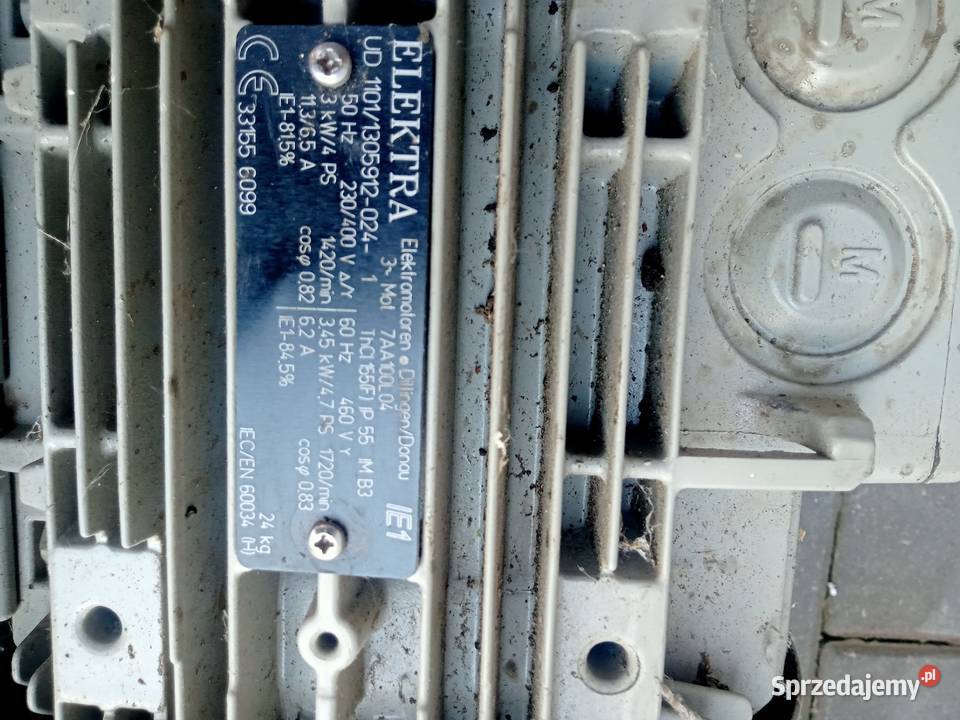 ELEKTRA Elektromotoren • Dillingen/Donau IE1
UD 1101/1305912-024- 1 3~ Mot 7AA100L04
50 Hz 230/400 V Δ/Y 60 Hz 460 V Y ThCl 155(F) IP 55 IM B3
3 kW/4 PS 1420/min 3,45 kW/4,7 PS 1720/min
11,3/6,5 A cosφ 0.82 6.2 A cosφ 0.83
IE1-81.5% IE1-84.5%
CE 33155 6099 IEC/EN 60034 (H) 24 kg
M
M
Sprzedajemy.pl